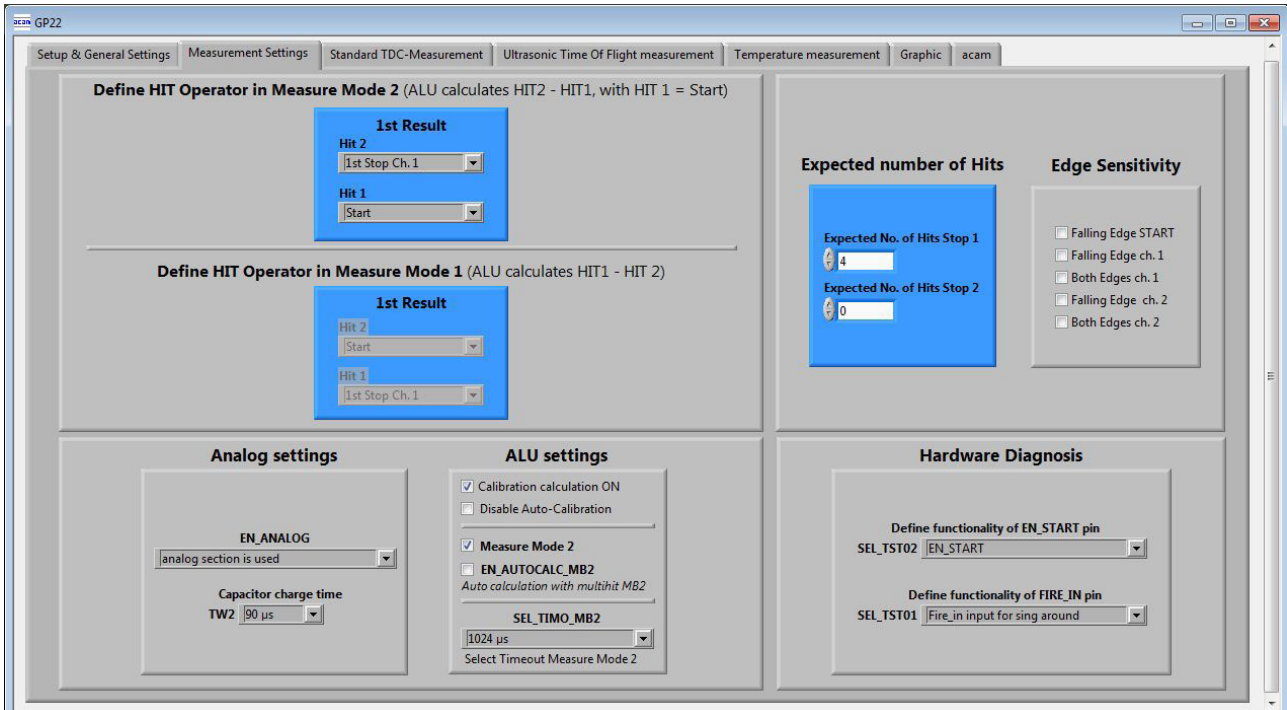 acam GP22
Setup & General Settings
Measurement Settings
Standard TDC-Measurement
Ultrasonic Time Of Flight measurement
Temperature measurement
Graphic
acam
Define HIT Operator in Measure Mode 2 (ALU calculates HIT2 - HIT1, with HIT 1 = Start)
1st Result
Hit 2
1st Stop Ch. 1
Hit 1
Start
Define HIT Operator in Measure Mode 1 (ALU calculates HIT1 - HIT 2)
1st Result
Hit 2
Start
Hit 1
1st Stop Ch. 1
Expected number of Hits
Expected No. of Hits Stop 1
4
Expected No. of Hits Stop 2
0
Edge Sensitivity
Falling Edge START
Falling Edge ch. 1
Both Edges ch. 1
Falling Edge ch. 2
Both Edges ch. 2
Analog settings
EN_ANALOG
analog section is used
Capacitor charge time
TW2 90 µs
ALU settings
Calibration calculation ON
Disable Auto-Calibration
Measure Mode 2
EN_AUTOCALC_MB2
Auto calculation with multihit MB2
SEL_TIMO_MB2
1024 µs
Select Timeout Measure Mode 2
Hardware Diagnosis
Define functionality of EN_START pin
SEL_TST02 EN_START
Define functionality of FIRE_IN pin
SEL_TST01 Fire_in input for sing around